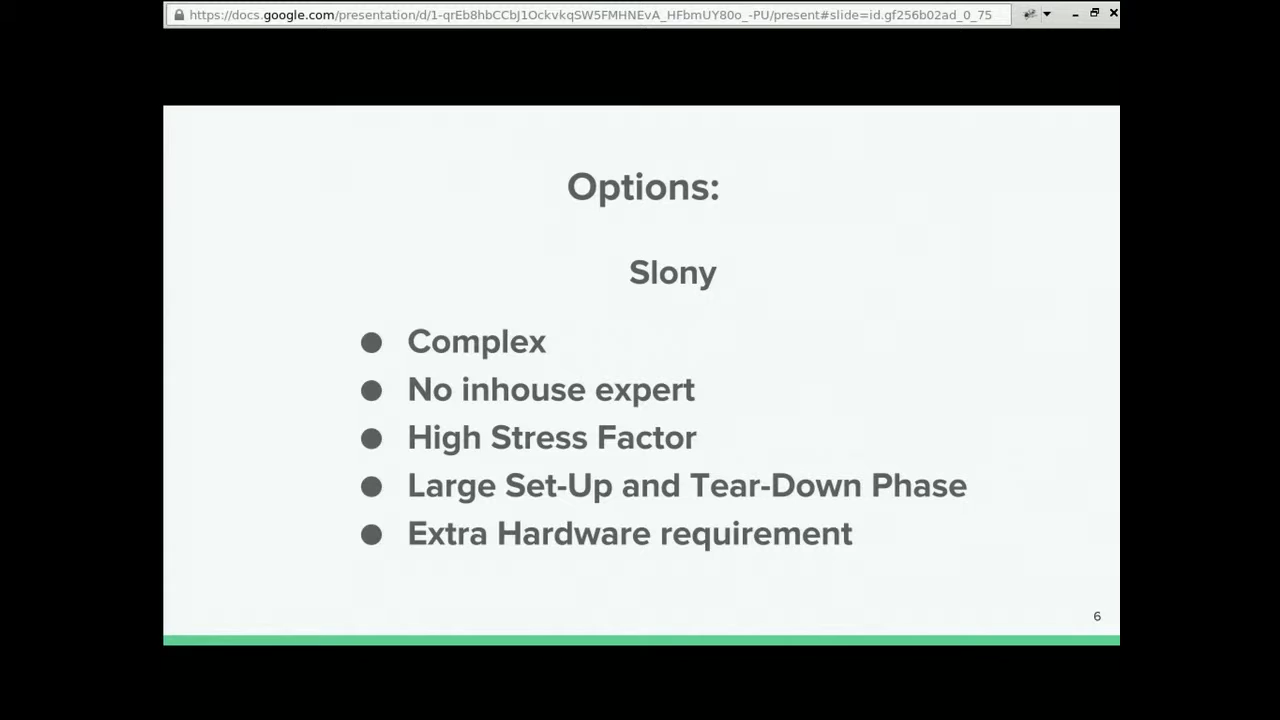 https://docs.google.com/presentation/d/1-qrEb8hbCCbJ1OckvkqSW5FMHNEvA_HFbmUY80o_-PU/present#slide=id.gf256b02ad_0_75
Options:
Slony
● Complex
● No inhouse expert
● High Stress Factor
● Large Set-Up and Tear-Down Phase
● Extra Hardware requirement
6